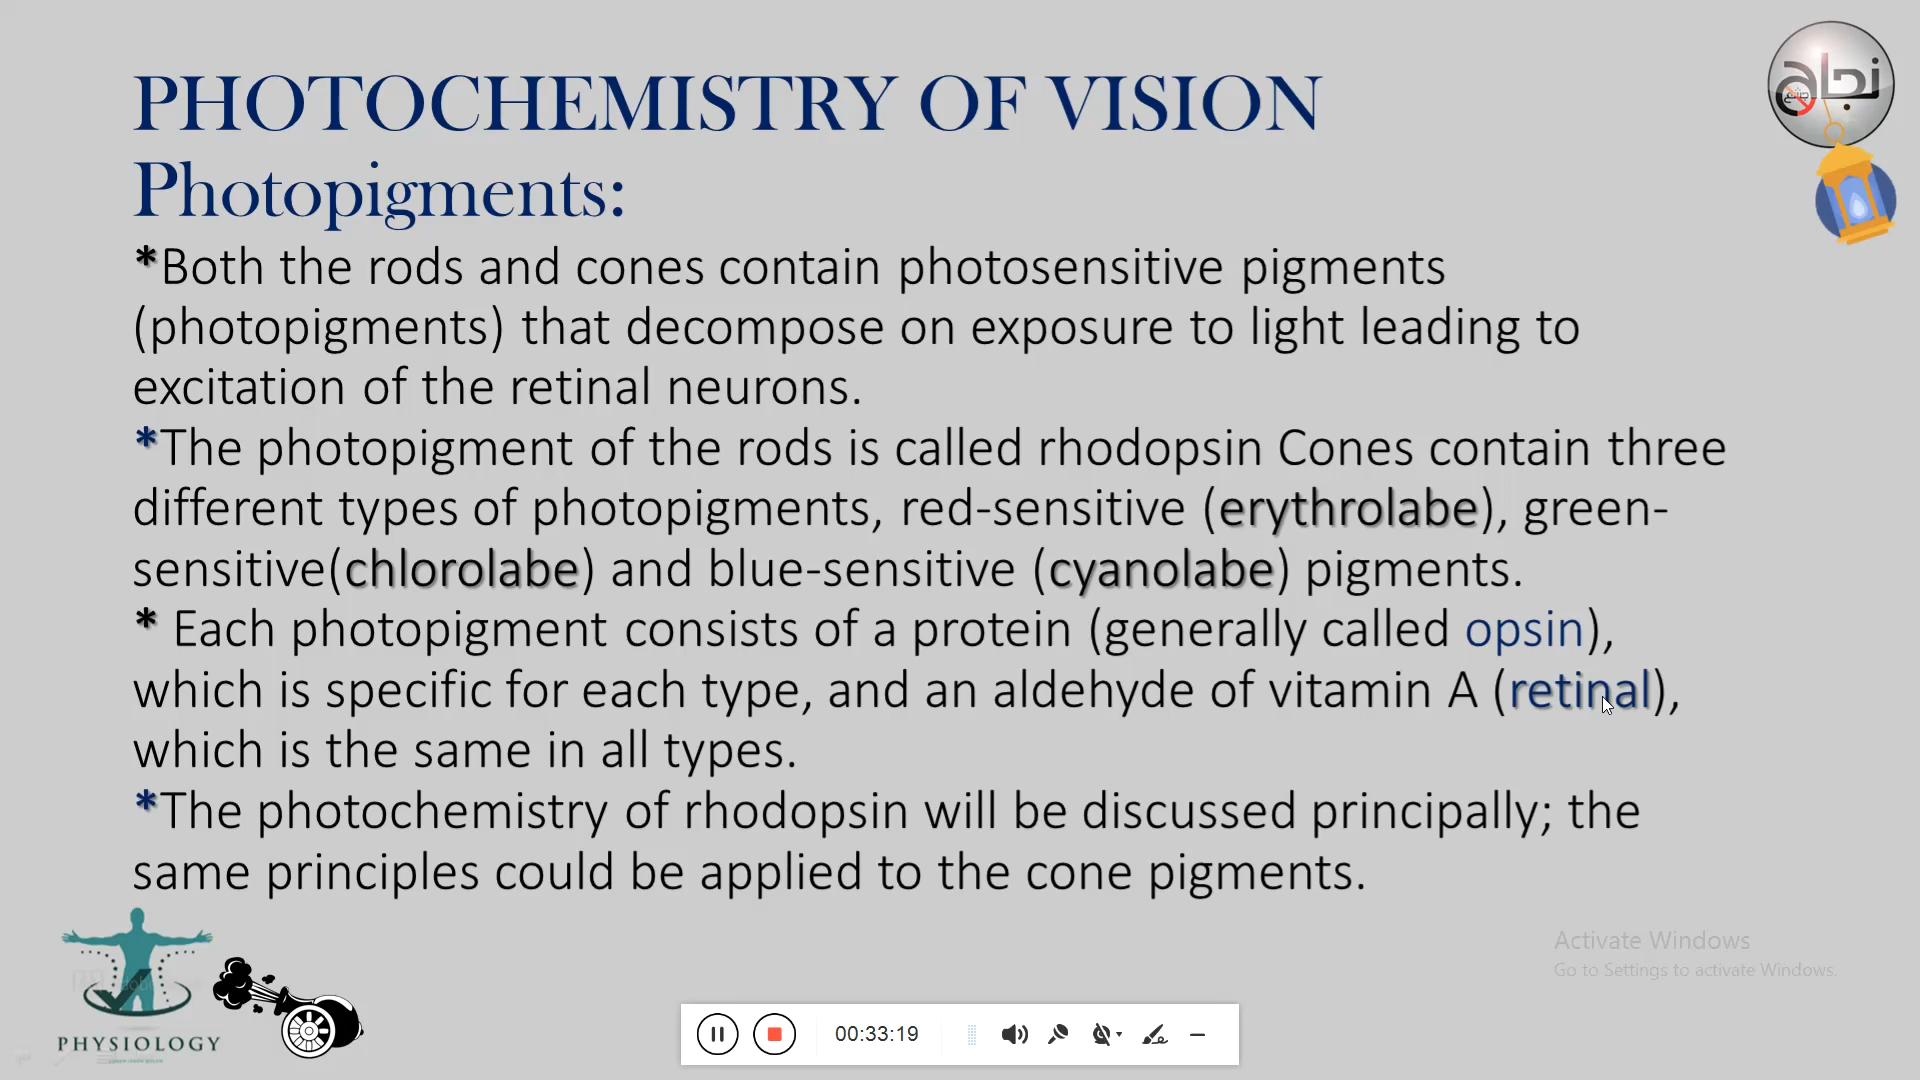 PHOTOCHEMISTRY OF VISION
Photopigments:
*Both the rods and cones contain photosensitive pigments
(photopigments) that decompose on exposure to light leading to
excitation of the retinal neurons.
*The photopigment of the rods is called rhodopsin Cones contain three
different types of photopigments, red-sensitive (erythrolabe), green-
sensitive(chlorolabe) and blue-sensitive (cyanolabe) pigments.
* Each photopigment consists of a protein (generally called opsin),
which is specific for each type, and an aldehyde of vitamin A (retinal),
which is the same in all types.
*The photochemistry of rhodopsin will be discussed principally; the
same principles could be applied to the cone pigments.
Activate Windows
Go to Settings to activate Windows.
PHYSIOLOGY
00:33:19